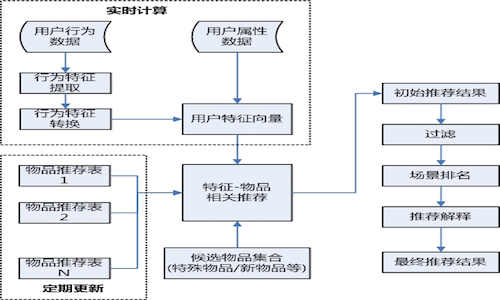 实时计算
用户行为
数据
用户属性
数据
行为特征
提取
行为特征
转换
用户特征向量
物品推荐表
1
物品推荐表
2
物品推荐表
N
定期更新
特征-物品
相关推荐
候选物品集合
(特殊物品/新物品等)
初始推荐结果
过滤
场景排名
推荐解释
最终推荐结果